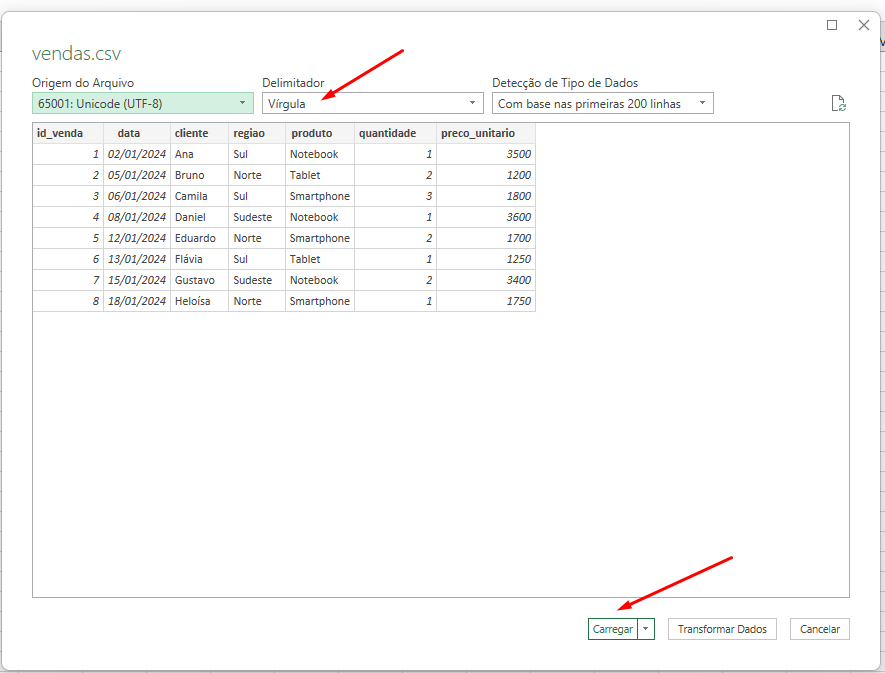 vendas.csv
Origem do Arquivo Delimitador Detecção de Tipo de Dados
65001: Unicode (UTF-8) Vírgula Com base nas primeiras 200 linhas
id_venda data cliente regiao produto quantidade preco_unitario
1 02/01/2024 Ana Sul Notebook 1 3500
2 05/01/2024 Bruno Norte Tablet 2 1200
3 06/01/2024 Camila Sul Smartphone 3 1800
4 08/01/2024 Daniel Sudeste Notebook 1 3600
5 12/01/2024 Eduardo Norte Smartphone 2 1700
6 13/01/2024 Flávia Sul Tablet 1 1250
7 15/01/2024 Gustavo Sudeste Notebook 2 3400
8 18/01/2024 Heloísa Norte Smartphone 1 1750
Carregar Transformar Dados Cancelar